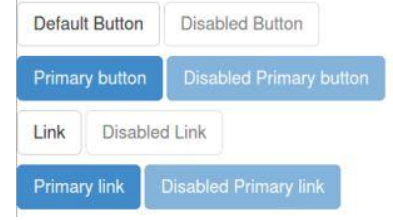 Default Button Disabled Button
Primary button Disabled Primary button
Link Disabled Link
Primary link Disabled Primary link